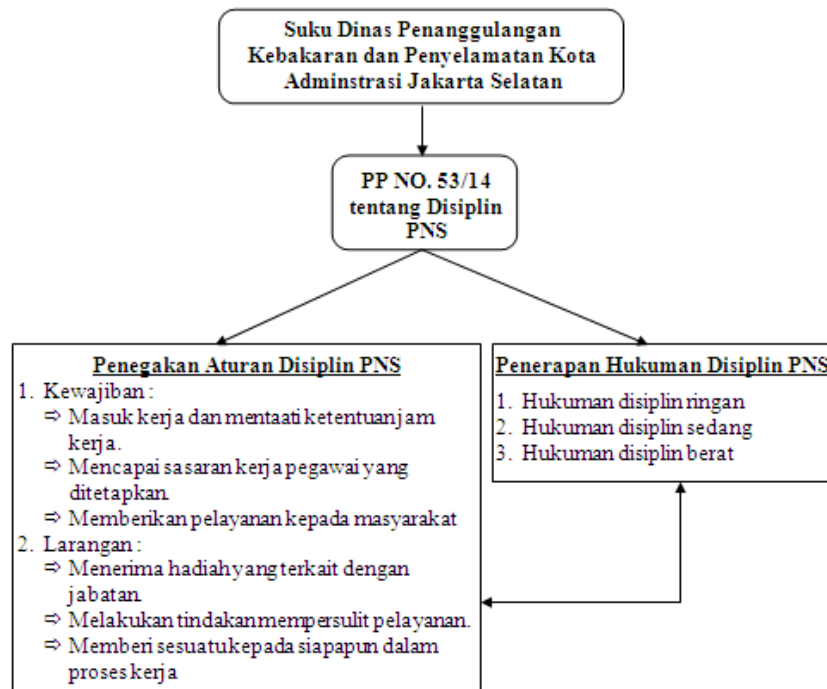 Suku Dinas Penanggulangan
Kebakaran dan Penyelamatan Kota
Adminstrasi Jakarta Selatan
PP NO. 53/14
tentang Disiplin
PNS
Penegakan Aturan Disiplin PNS
1. Kewajiban :
⇨ Masuk kerja dan mentaati ketentuan jam
kerja.
⇨ Mencapai sasaran kerja pegawai yang
ditetapkan.
⇨ Memberikan pelayanan kepada masyarakat
2. Larangan :
⇨ Menerima hadiah yang terkait dengan
jabatan.
⇨ Melakukan tindakan mempersulit pelayanan.
⇨ Memberi sesuatu kepada siapapun dalam
proses kerja
Penerapan Hukuman Disiplin PNS
1. Hukuman disiplin ringan
2. Hukuman disiplin sedang
3. Hukuman disiplin berat